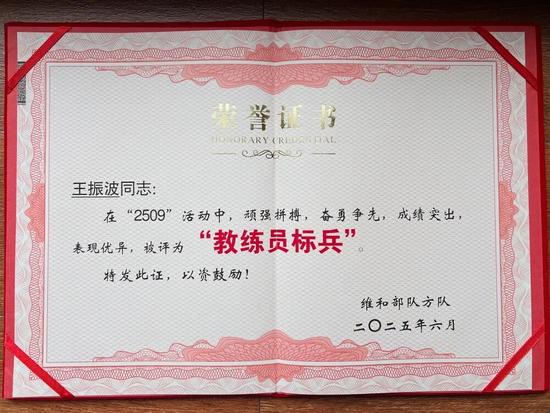 荣誉证书
HONORARY CREDENTIAL
王振波同志：
在“2509”活动中，顽强拼搏，奋勇争先，成绩突出，
表现优异，被评为“教练员标兵”。
特发此证，以资鼓励！
维和部队方队
二〇二五年六月